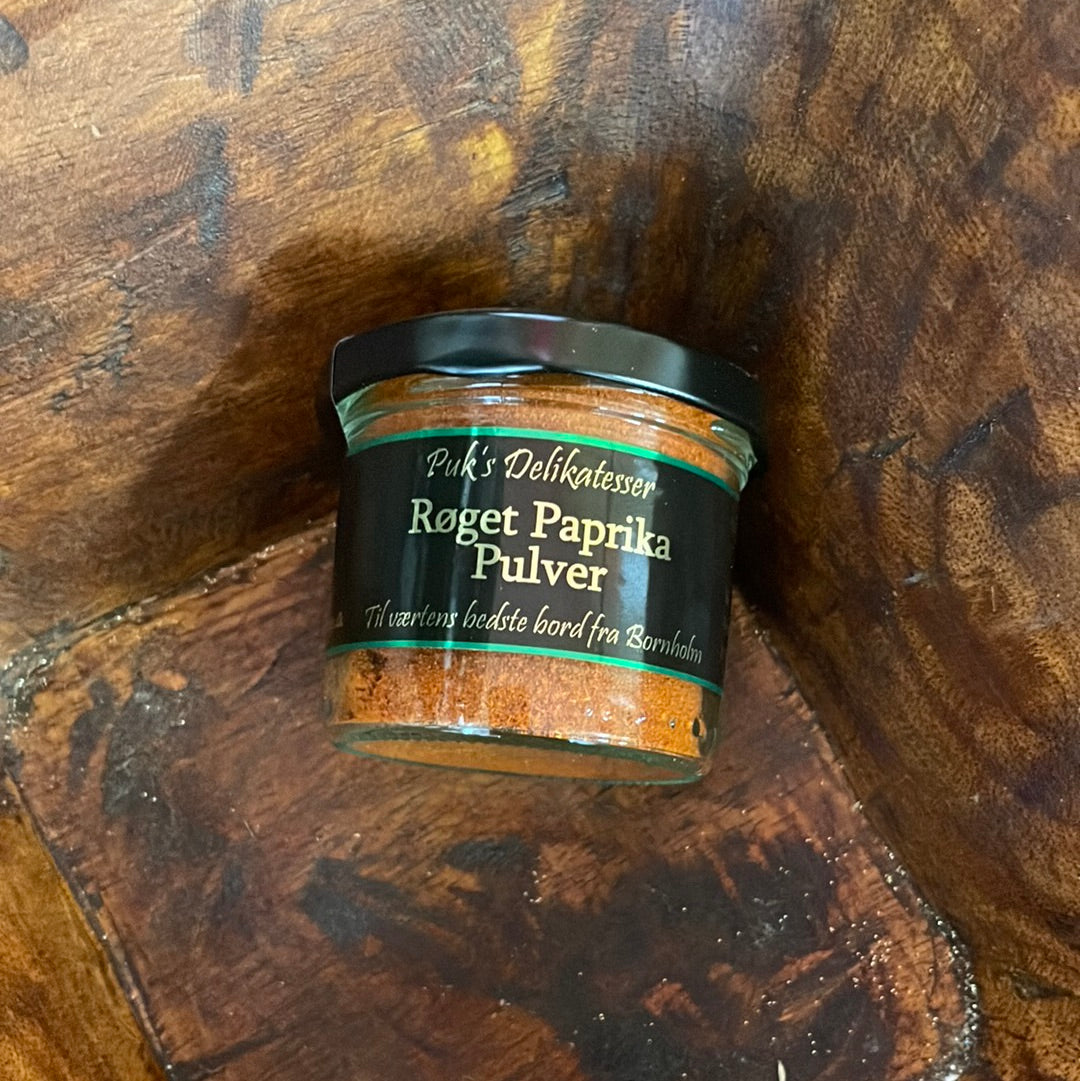 Puk's Delikatesser
Røget Paprika
Pulver
Til værtens bedste bord fra Bornholm